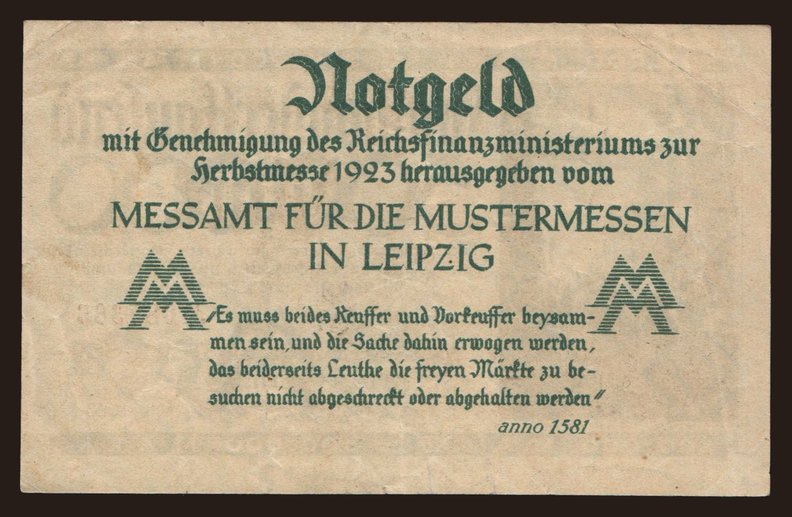 Notgeld
mit Genehmigung des Reichsfinanzministeriums zur
Herbstmesse 1923 herausgegeben vom
MESSAMT FÜR DIE MUSTERMESSEN
IN LEIPZIG
MM MM
„Es muss beides Keuffer und Vorkeuffer beysam-
men sein, und die Sache dahin erwogen werden,
das beiderseits Leuthe die freyen Märkte zu be-
suchen nicht abgeschreckt oder abgehalten werden"
anno 1581